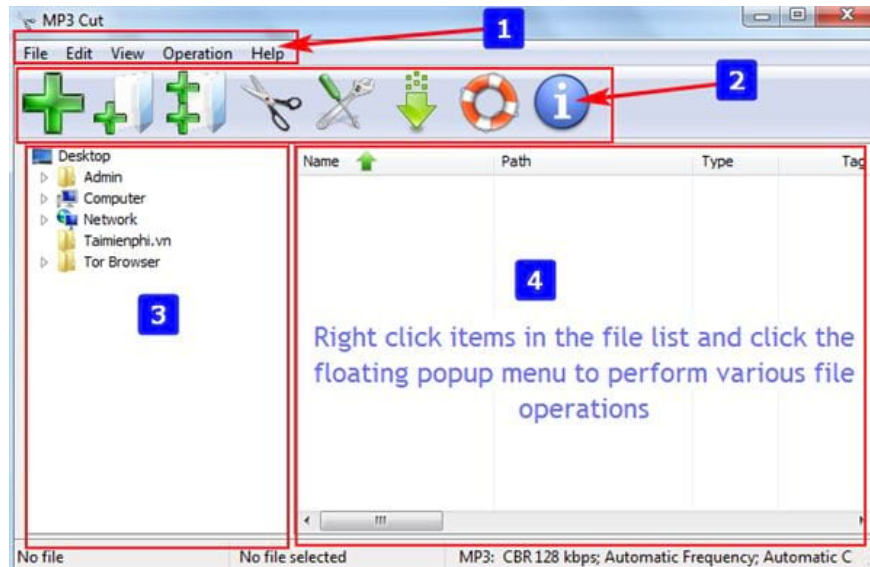 MP3 Cut
1
File Edit View Operation Help
2
Desktop
Admin
Computer
Network
Taimienphi.vn
Tor Browser
3
Name Path Type Tag
4
Right click items in the file list and click the
floating popup menu to perform various file
operations
No file No file selected MP3: CBR 128 kbps; Automatic Frequency; Automatic C